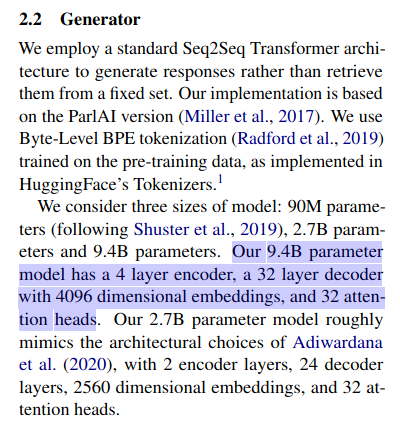 2.2 Generator
We employ a standard Seq2Seq Transformer archi-
tecture to generate responses rather than retrieve
them from a fixed set. Our implementation is based
on the ParlAI version (Miller et al., 2017). We use
Byte-Level BPE tokenization (Radford et al., 2019)
trained on the pre-training data, as implemented in
HuggingFace's Tokenizers.1
We consider three sizes of model: 90M parame-
ters (following Shuster et al., 2019), 2.7B param-
eters and 9.4B parameters. Our 9.4B parameter
model has a 4 layer encoder, a 32 layer decoder
with 4096 dimensional embeddings, and 32 atten-
tion heads. Our 2.7B parameter model roughly
mimics the architectural choices of Adiwardana
et al. (2020), with 2 encoder layers, 24 decoder
layers, 2560 dimensional embeddings, and 32 at-
tention heads.